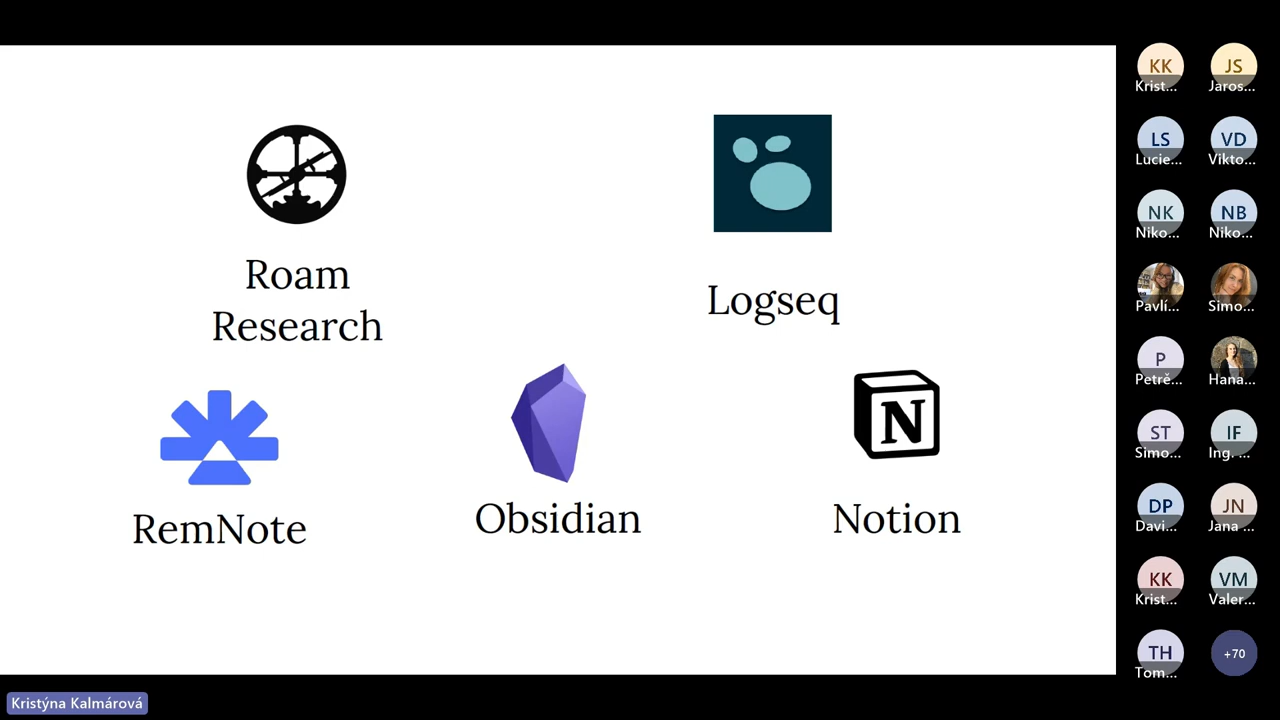 Roam
Research
Logseq
RemNote
Obsidian
N
Notion
KK
Krist...
JS
Jaros...
LS
Lucie...
VD
Vikto...
NK
Niko...
NB
Niko...
Pavlí...
Simo...
P
Petrě...
Hana...
ST
Simo...
IF
Ing. ...
DP
Davi...
JN
Jana ...
KK
Krist...
VM
Valer...
TH
Tom...
+70
Kristýna Kalmárová